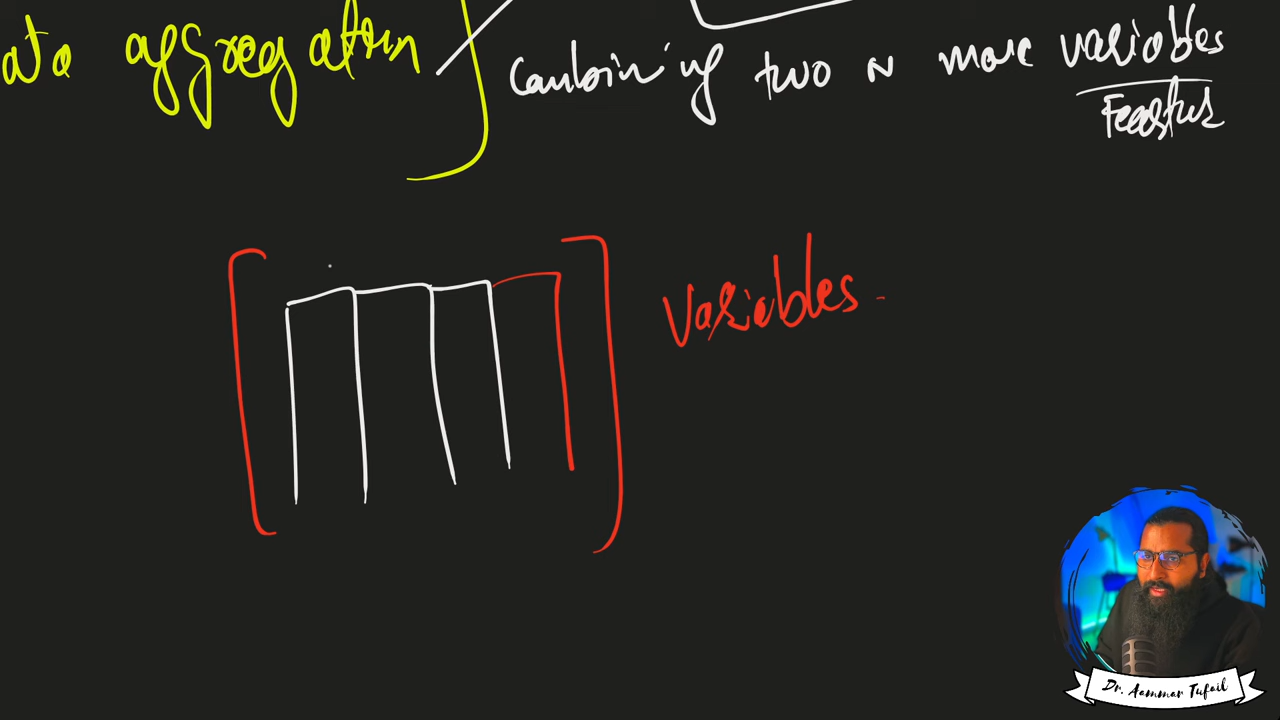 ata aggregation
Combining two or more variables
Features
Variables.
Dr. Aammar Tufail